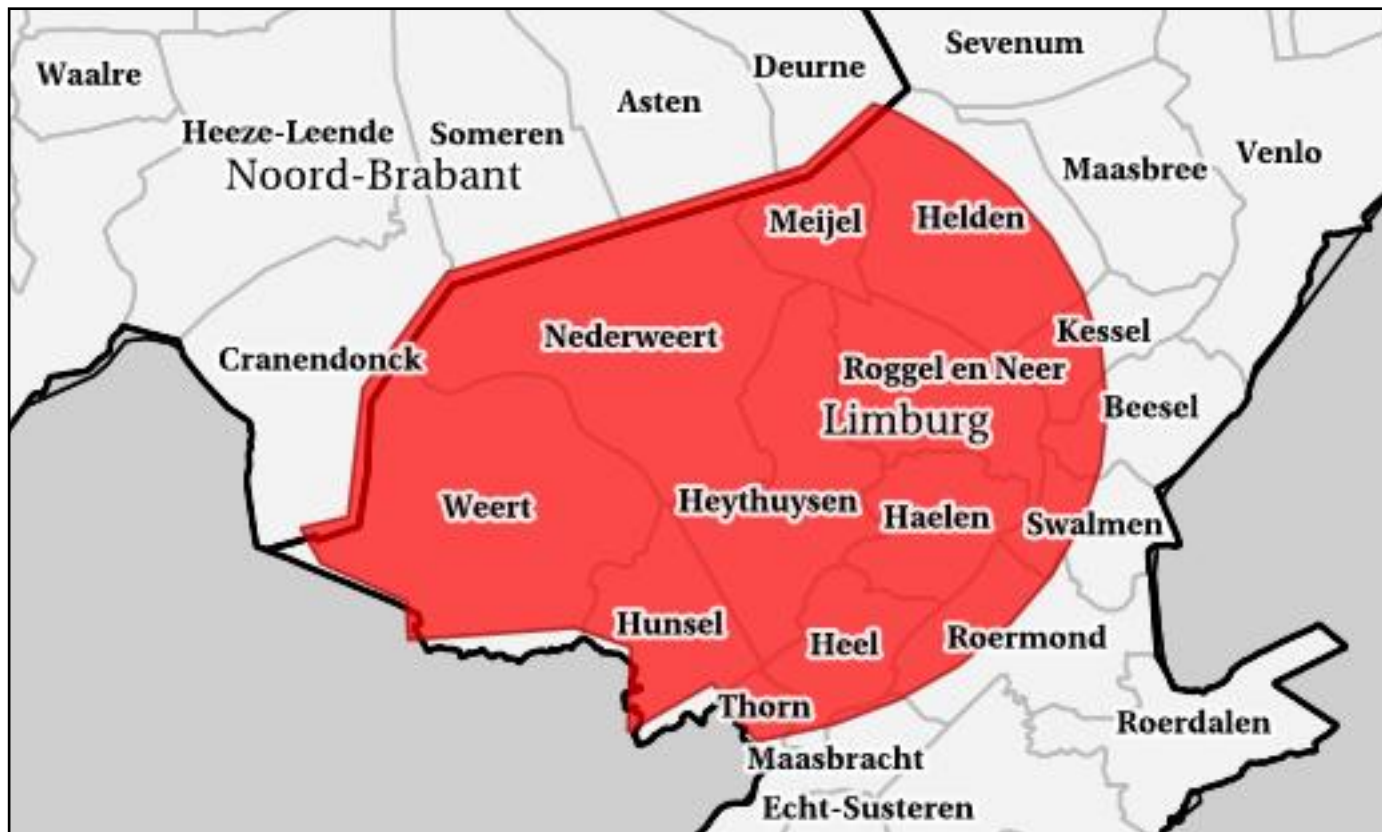 Sevenum
Deurne
Waalre
Asten
Heeze-Leende
Someren
Venlo
Maasbree
Noord-Brabant
Meijel
Helden
Nederweert
Kessel
Cranendonck
Roggel en Neer
Beesel
Limburg
Weert
Heythuysen
Haelen
Swalmen
Hunsel
Heel
Roermond
Thorn
Roerdalen
Maasbracht
Echt-Susteren